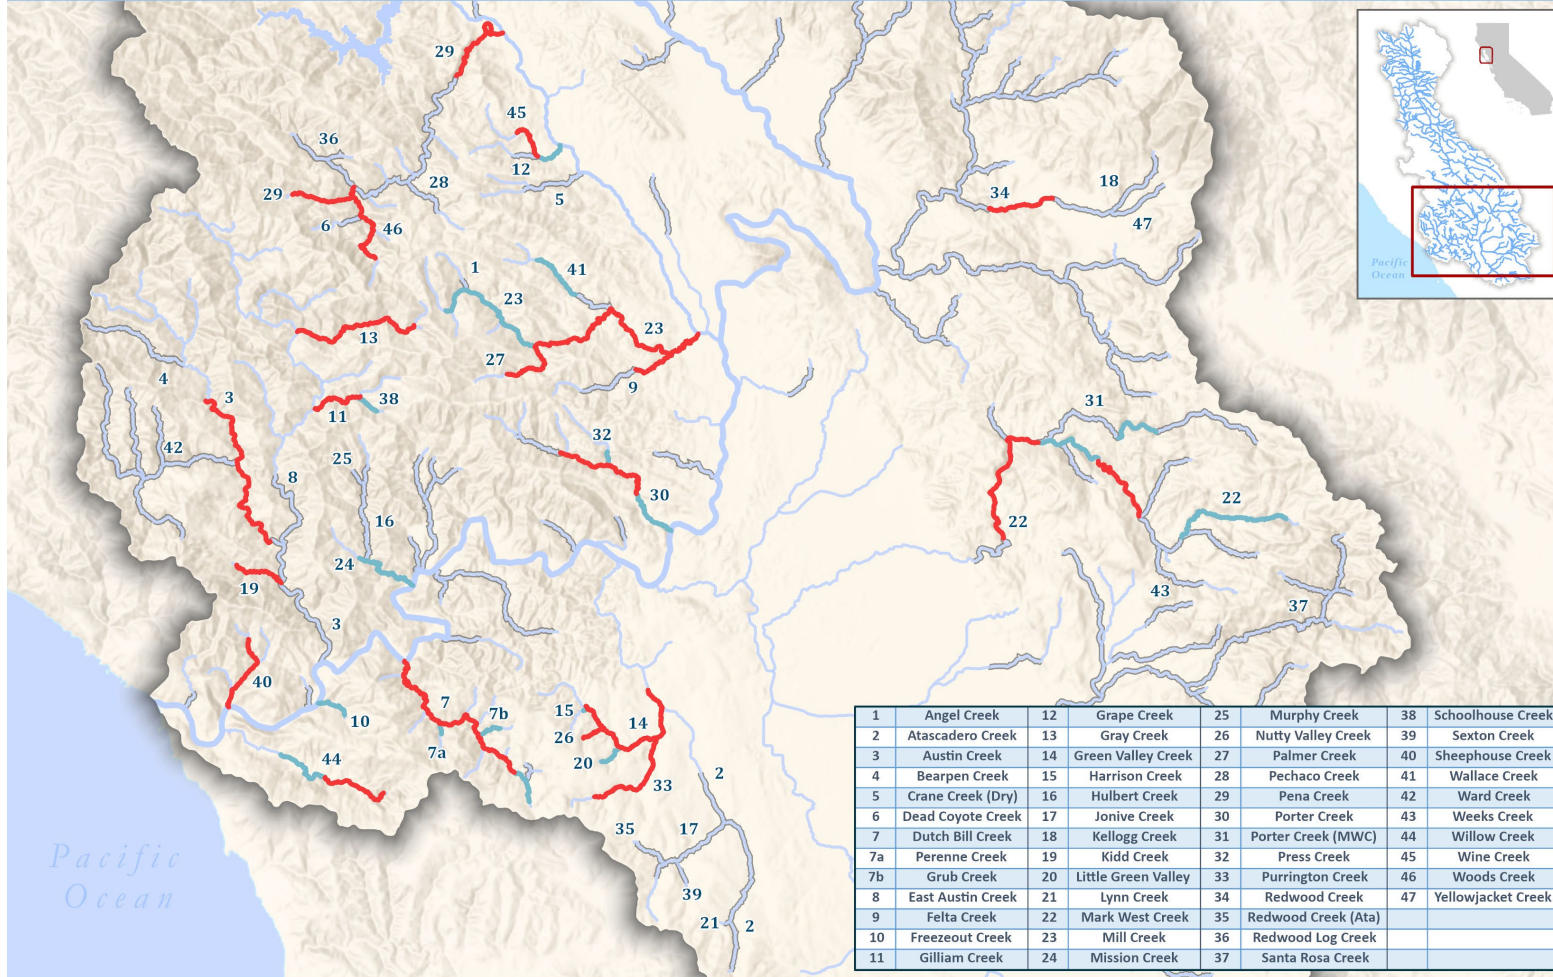 29
45
36
12
28
29
5
6
46
34
18
47
Pacific
Ocean
1
41
23
13
23
27
9
4
3
38
11
31
42
32
25
8
30
22
16
22
24
19
43
37
3
40
7
7b
15
14
10
26
7a
20
44
33
2
35
17
Pacific
Ocean
39
21
2
1 Angel Creek 12 Grape Creek 25 Murphy Creek 38 Schoolhouse Creek
2 Atascadero Creek 13 Gray Creek 26 Nutty Valley Creek 39 Sexton Creek
3 Austin Creek 14 Green Valley Creek 27 Palmer Creek 40 Sheephouse Creek
4 Bearpen Creek 15 Harrison Creek 28 Pechaco Creek 41 Wallace Creek
5 Crane Creek (Dry) 16 Hulbert Creek 29 Pena Creek 42 Ward Creek
6 Dead Coyote Creek 17 Jonive Creek 30 Porter Creek 43 Weeks Creek
7 Dutch Bill Creek 18 Kellogg Creek 31 Porter Creek (MWC) 44 Willow Creek
7a Perenne Creek 19 Kidd Creek 32 Press Creek 45 Wine Creek
7b Grub Creek 20 Little Green Valley 33 Purrington Creek 46 Woods Creek
8 East Austin Creek 21 Lynn Creek 34 Redwood Creek 47 Yellowjacket Creek
9 Felta Creek 22 Mark West Creek 35 Redwood Creek (Ata)
10 Freezeout Creek 23 Mill Creek 36 Redwood Log Creek
11 Gilliam Creek 24 Mission Creek 37 Santa Rosa Creek